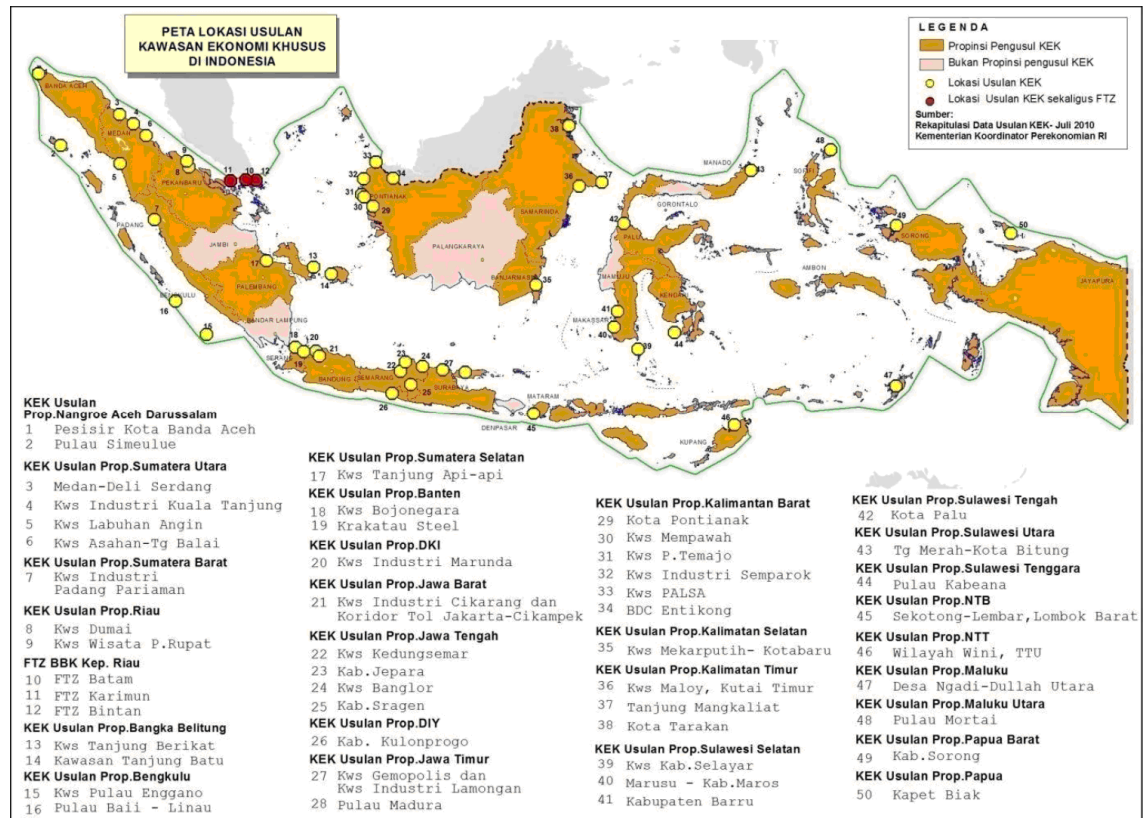 PETA LOKASI USULAN
KAWASAN EKONOMI KHUSUS
DI INDONESIA
LEGENDA
Propinsi Pengusul KEK
Bukan Propinsi pengusul KEK
Lokasi Usulan KEK
Lokasi Usulan KEK sekaligus FTZ
Sumber:
Rekapitulasi Data Usulan KEK- Juli 2010
Kementerian Koordinator Perekonomian RI
BANDA ACEH
MEDAN
PEKANBARU
PADANG
JAMBI
BENGKULU
PALEMBANG
BANDAR LAMPUNG
SERANG
BANDUNG
SEMARANG
SURABAYA
DENPASAR
MATARAM
KUPANG
PONTIANAK
PALANGKARAYA
SAMARINDA
BANJARMASIN
MANADO
GORONTALO
PALU
MAMUJU
MAKASSAR
KENDARI
SOFIFI
AMBON
SORONG
JAYAPURA
KEK Usulan
Prop.Nangroe Aceh Darussalam
1 Pesisir Kota Banda Aceh
2 Pulau Simeulue
KEK Usulan Prop.Sumatera Utara
3 Medan-Deli Serdang
4 Kws Industri Kuala Tanjung
5 Kws Labuhan Angin
6 Kws Asahan-Tg Balai
KEK Usulan Prop.Sumatera Barat
7 Kws Industri
Padang Pariaman
KEK Usulan Prop.Riau
8 Kws Dumai
9 Kws Wisata P.Rupat
FTZ BBK Kep. Riau
10 FTZ Batam
11 FTZ Karimun
12 FTZ Bintan
KEK Usulan Prop.Bangka Belitung
13 Kws Tanjung Berikat
14 Kawasan Tanjung Batu
KEK Usulan Prop.Bengkulu
15 Kws Pulau Enggano
16 Pulau Baii - Linau
KEK Usulan Prop.Sumatera Selatan
17 Kws Tanjung Api-api
KEK Usulan Prop.Banten
18 Kws Bojonegara
19 Krakatau Steel
KEK Usulan Prop.DKI
20 Kws Industri Marunda
KEK Usulan Prop.Jawa Barat
21 Kws Industri Cikarang dan
Koridor Tol Jakarta-Cikampek
KEK Usulan Prop.Jawa Tengah
22 Kws Kedungsemar
23 Kab.Jepara
24 Kws Banglor
25 Kab.Sragen
KEK Usulan Prop.DIY
26 Kab. Kulonprogo
KEK Usulan Prop.Jawa Timur
27 Kws Gemopolis dan
Kws Industri Lamongan
28 Pulau Madura
KEK Usulan Prop.Kalimantan Barat
29 Kota Pontianak
30 Kws Mempawah
31 Kws P.Temajo
32 Kws Industri Semparok
33 Kws PALSA
34 BDC Entikong
KEK Usulan Prop.Kalimatan Selatan
35 Kws Mekarputih- Kotabaru
KEK Usulan Prop.Kalimatan Timur
36 Kws Maloy, Kutai Timur
37 Tanjung Mangkaliat
38 Kota Tarakan
KEK Usulan Prop.Sulawesi Selatan
39 Kws Kab.Selayar
40 Marusu - Kab.Maros
41 Kabupaten Barru
KEK Usulan Prop.Sulawesi Tengah
42 Kota Palu
KEK Usulan Prop.Sulawesi Utara
43 Tg Merah-Kota Bitung
KEK Usulan Prop.Sulawesi Tenggara
44 Pulau Kabeana
KEK Usulan Prop.NTB
45 Sekotong-Lembar,Lombok Barat
KEK Usulan Prop.NTT
46 Wilayah Wini, TTU
KEK Usulan Prop.Maluku
47 Desa Ngadi-Dullah Utara
KEK Usulan Prop.Maluku Utara
48 Pulau Mortai
KEK Usulan Prop.Papua Barat
49 Kab.Sorong
KEK Usulan Prop.Papua
50 Kapet Biak